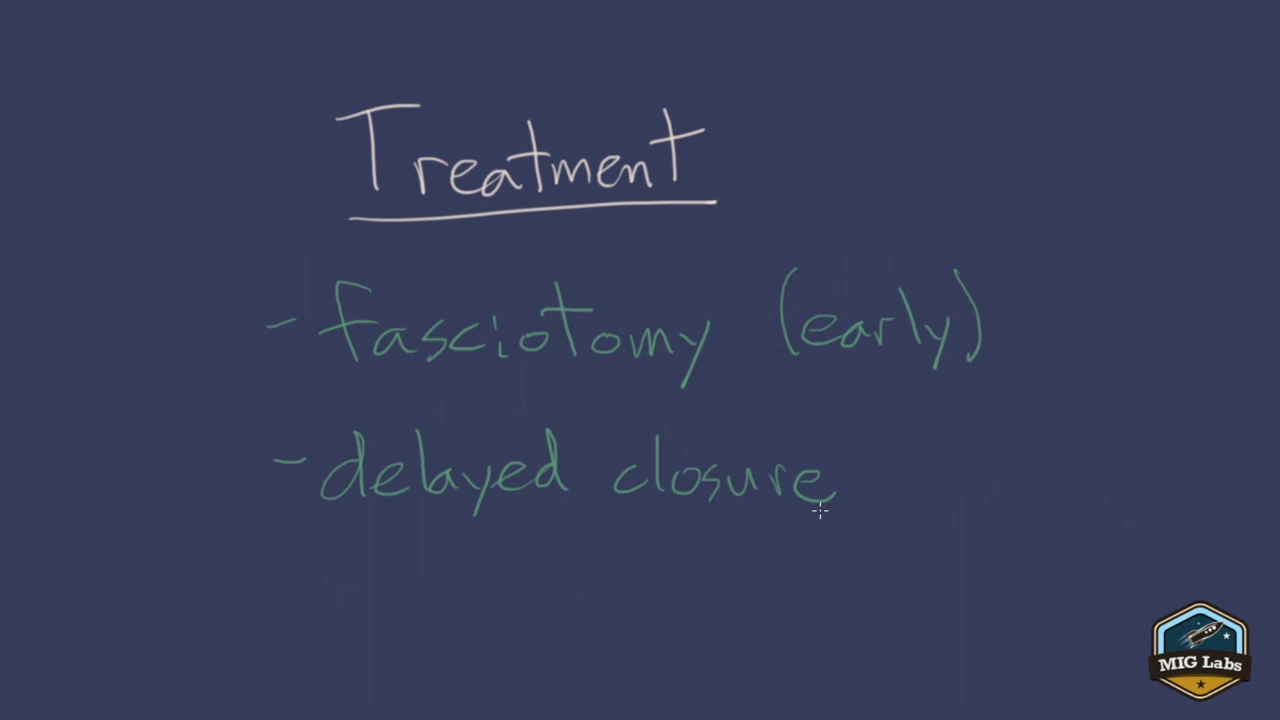 Treatment
- fasciotomy (early)
- delayed closure
MIG Labs